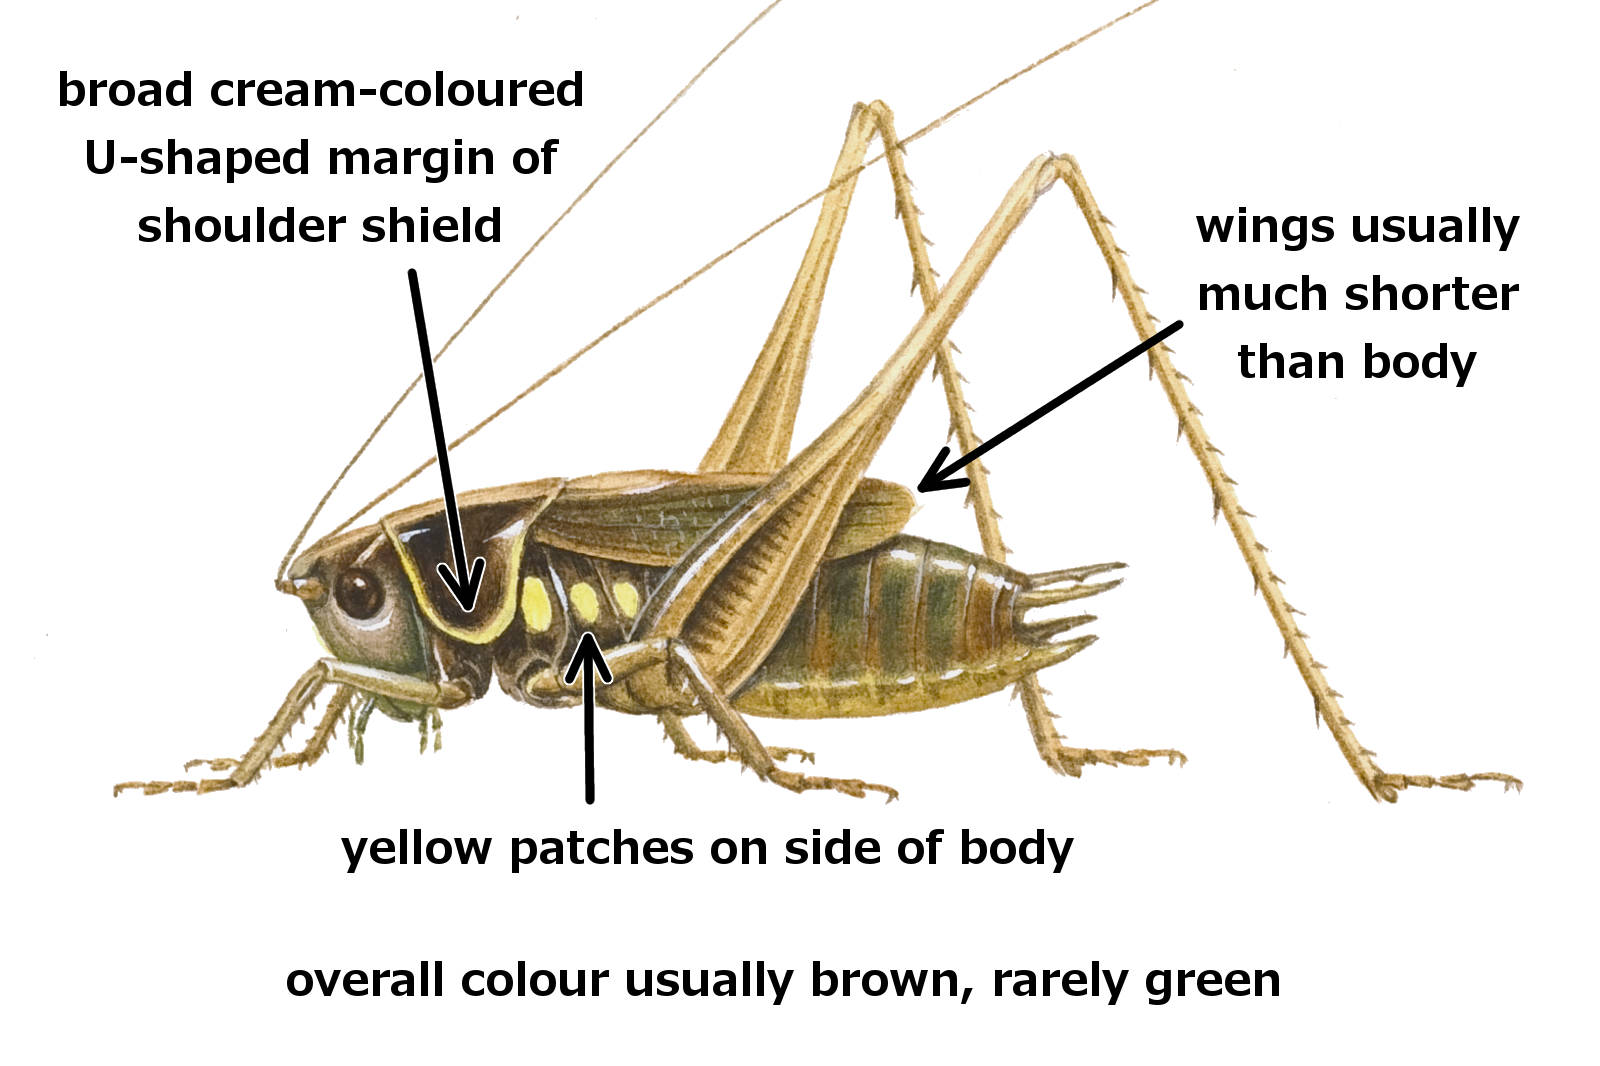 broad cream-coloured
U-shaped margin of
shoulder shield
wings usually
much shorter
than body
yellow patches on side of body
overall colour usually brown, rarely green